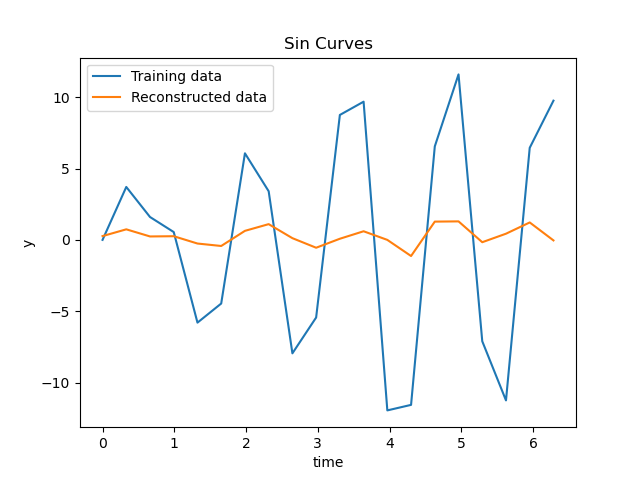 Sin Curves
Training data
Reconstructed data
10
5
0
−5
−10
y
0 1 2 3 4 5 6
time